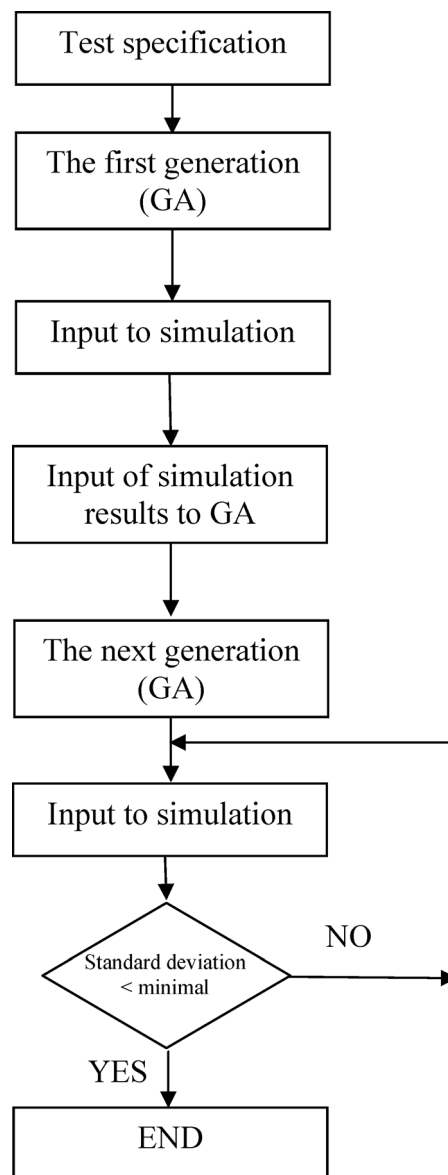 Test specification
The first generation
(GA)
Input to simulation
Input of simulation
results to GA
The next generation
(GA)
Input to simulation
Standard deviation
< minimal
NO
YES
END